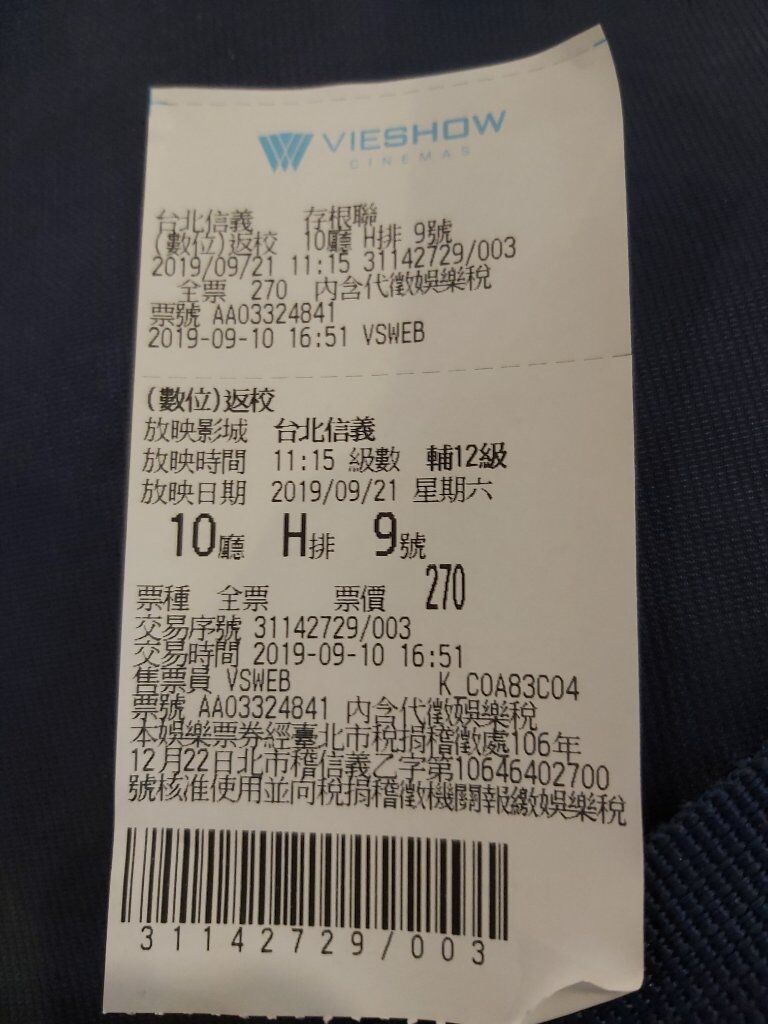 VIESHOW
CINEMAS
台北信義 存根聯
(數位)返校 10廳 H排 9號
2019/09/21 11:15 31142729/003
全票 270 內含代徵娛樂稅
票號 AA03324841
2019-09-10 16:51 VSWEB
(數位)返校
放映影城 台北信義
放映時間 11:15 級數 輔12級
放映日期 2019/09/21 星期六
10廳 H排 9號
票種 全票 票價 270
交易序號 31142729/003
交易時間 2019-09-10 16:51
售票員 VSWEB K_C0A83C04
票號 AA03324841 內含代徵娛樂稅
本娛樂票券經臺北市稅捐稽徵處106年
12月22日北市稽信義乙字第10646402700
號核准使用並向稅捐稽徵機關報繳娛樂稅
31142729/003